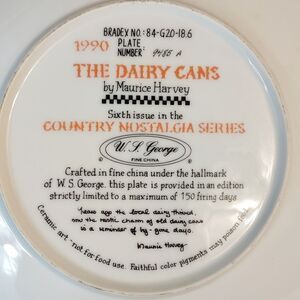 BRADEX NO: 84-G20-18.6
1990 PLATE
NUMBER: 9485 A
THE DAIRY CANS
by Maurice Harvey
Sixth issue in the
COUNTRY NOSTALGIA SERIES
W. S. George
FINE CHINA
Crafted in fine china under the hallmark
of W. S. George, this plate is provided in an edition
strictly limited to a maximum of 150 firing days
Years ago the local dairy thrived,
and the rustic charm of old dairy cans
is a reminder of by-gone days.
Maurice Harvey
Ceramic art - not for food use. Faithful color pigments may poison food.